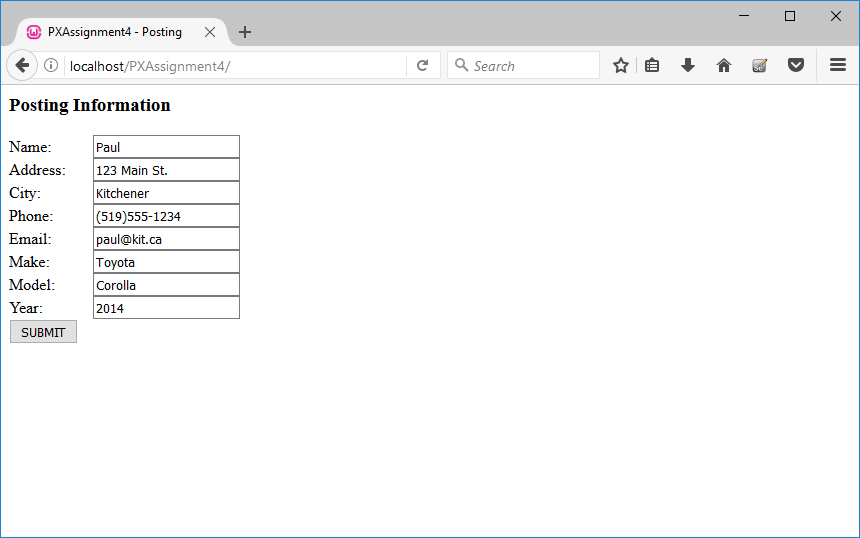 PXAssignment4 - Posting
localhost/PXAssignment4/
Search
Posting Information
Name: Paul
Address: 123 Main St.
City: Kitchener
Phone: (519)555-1234
Email: paul@kit.ca
Make: Toyota
Model: Corolla
Year: 2014
SUBMIT